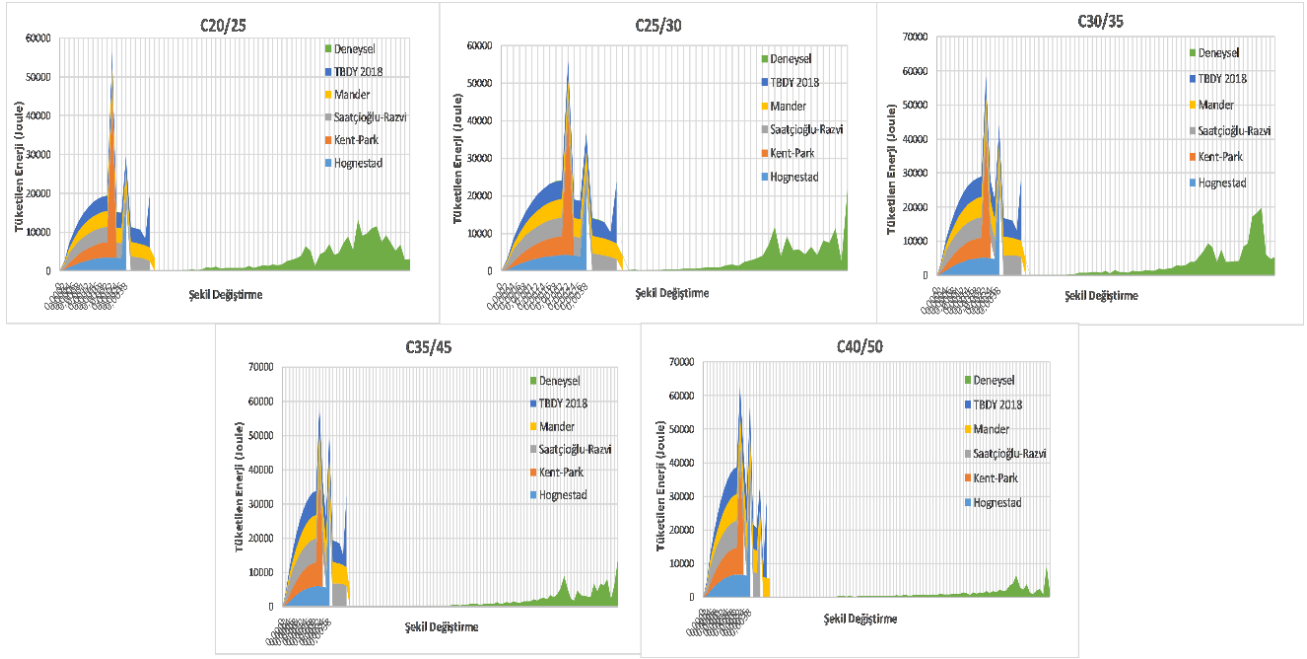 C20/25
Tüketilen Enerji (Joule)
60000
50000
40000
30000
20000
10000
0
Deneysel
TBDY 2018
Mander
Saatçioğlu-Razvi
Kent-Park
Hognestad
Şekil Değiştirme
C25/30
Tüketilen Enerji (Joule)
60000
50000
40000
30000
20000
10000
0
Deneysel
TBDY 2018
Mander
Saatçioğlu-Razvi
Kent-Park
Hognestad
Şekil Değiştirme
C30/35
Tüketilen Enerji (Joule)
70000
60000
50000
40000
30000
20000
10000
0
Deneysel
TBDY 2018
Mander
Saatçioğlu-Razvi
Kent-Park
Hognestad
Şekil Değiştirme
C35/45
Tüketilen Enerji (Joule)
70000
60000
50000
40000
30000
20000
10000
0
Deneysel
TBDY 2018
Mander
Saatçioğlu-Razvi
Kent-Park
Hognestad
Şekil Değiştirme
C40/50
Tüketilen Enerji (Joule)
70000
60000
50000
40000
30000
20000
10000
0
Deneysel
TBDY 2018
Mander
Saatçioğlu-Razvi
Kent-Park
Hognestad
Şekil Değiştirme